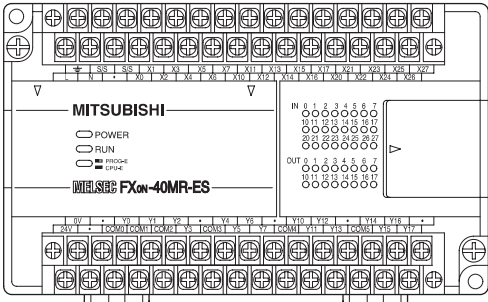 ⏚ S/S S/S X1 X3 X5 X7 X11 X13 X15 X17 X21 X23 X25 X27
L N • X0 X2 X4 X6 X10 X12 X14 X16 X20 X22 X24 X26
MITSUBISHI
POWER
RUN
PROG-E
CPU-E
MELSEC FX0N-40MR-ES
IN 0 1 2 3 4 5 6 7
10 11 12 13 14 15 16 17
20 21 22 23 24 25 26 27
OUT 0 1 2 3 4 5 6 7
10 11 12 13 14 15 16 17
0V • Y0 Y1 Y2 • Y4 Y6 • Y10 Y12 • Y14 Y16 •
24V • COM0 COM1 COM2 Y3 COM3 Y5 Y7 COM4 Y11 Y13 COM5 Y15 Y17